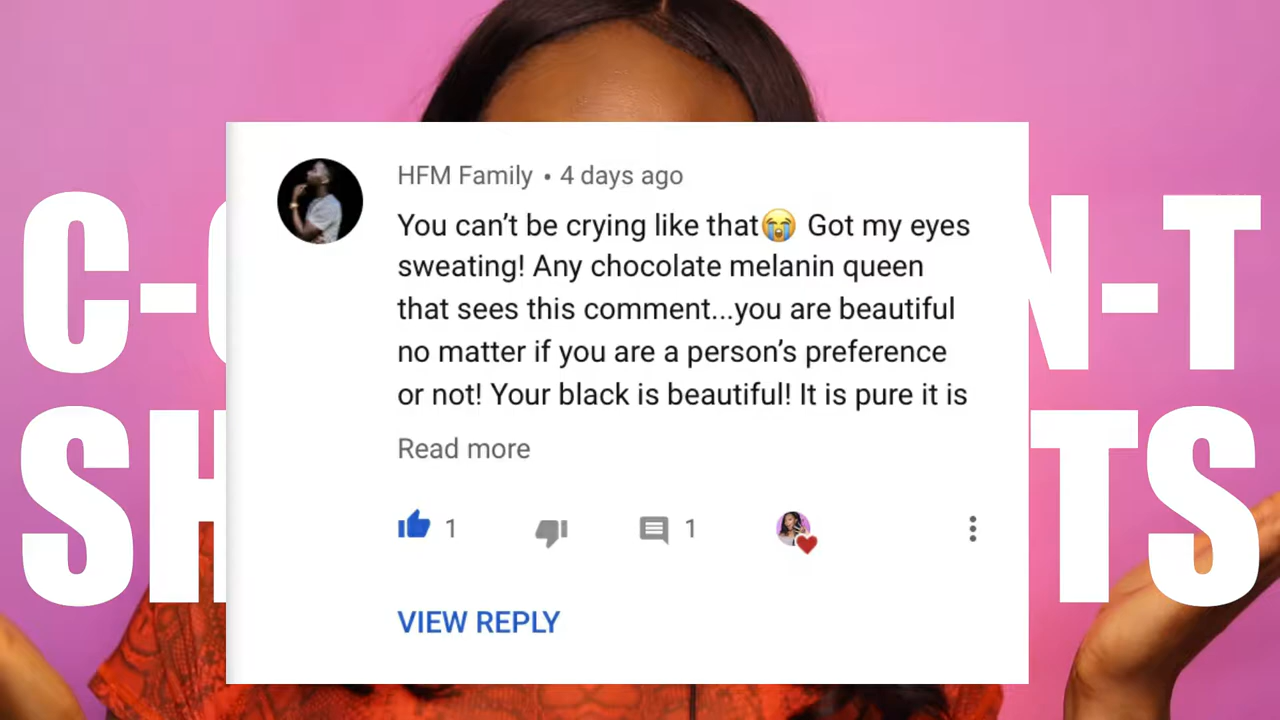 HFM Family • 4 days ago
You can't be crying like that😭 Got my eyes
sweating! Any chocolate melanin queen
that sees this comment...you are beautiful
no matter if you are a person's preference
or not! Your black is beautiful! It is pure it is
Read more
1
1
VIEW REPLY